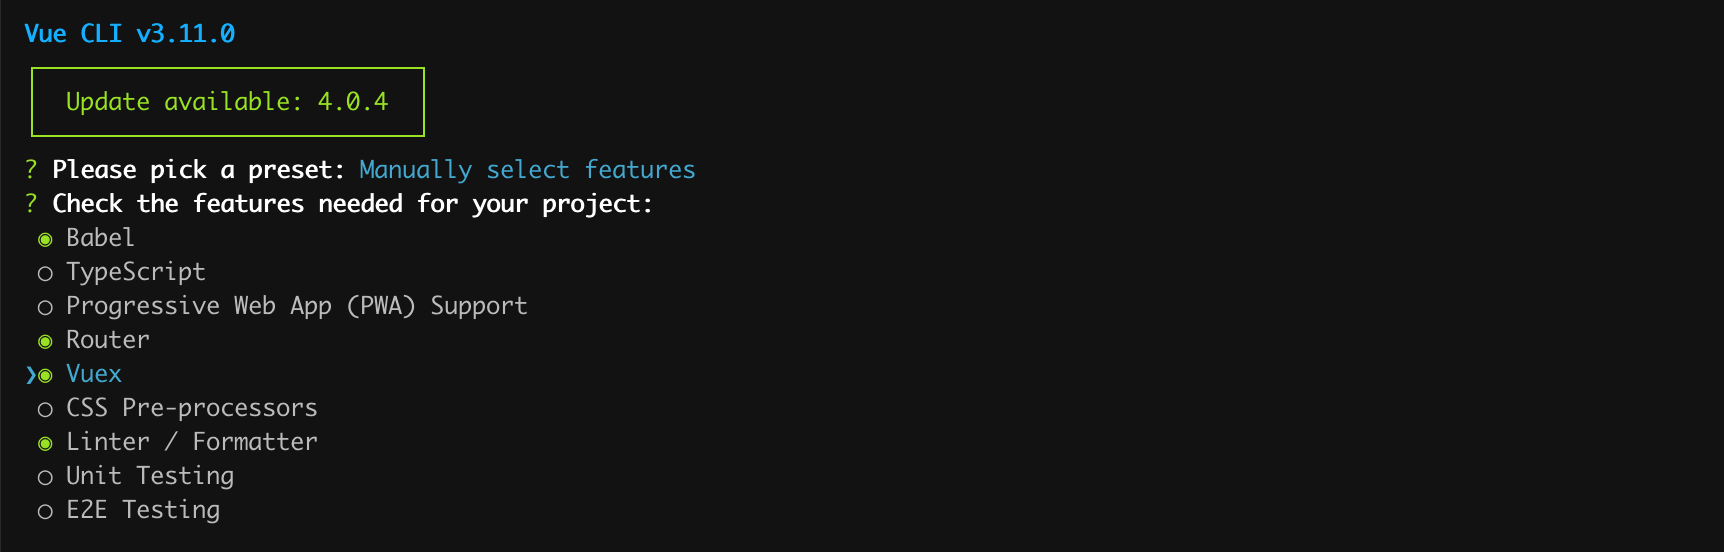 Vue CLI v3.11.0
Update available: 4.0.4
? Please pick a preset: Manually select features
? Check the features needed for your project:
◉ Babel
◯ TypeScript
◯ Progressive Web App (PWA) Support
◉ Router
❯◉ Vuex
◯ CSS Pre-processors
◉ Linter / Formatter
◯ Unit Testing
◯ E2E Testing